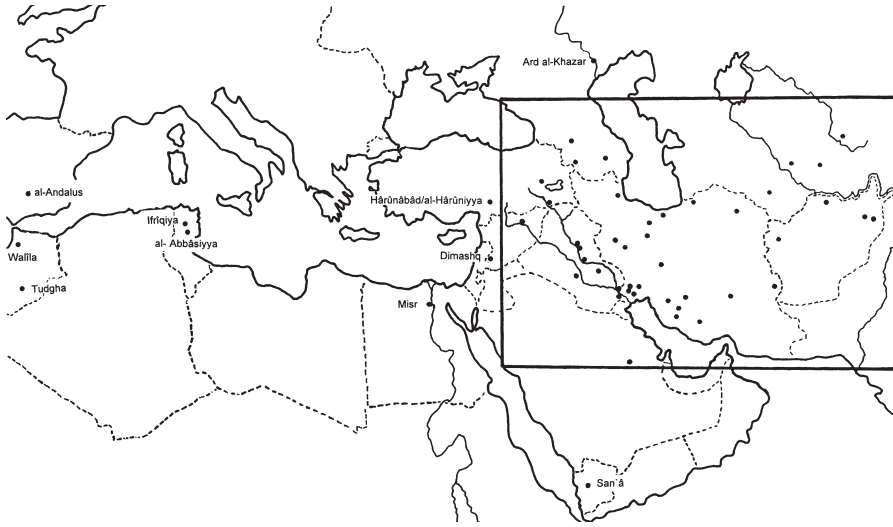 Ard al-Khazar
al-Andalus
Hârûnâbâd/al-Hârûniyya
Ifrîqiya
al- Abbâsiyya
Walîla
Dimashq
Tudgha
Misr
San`â